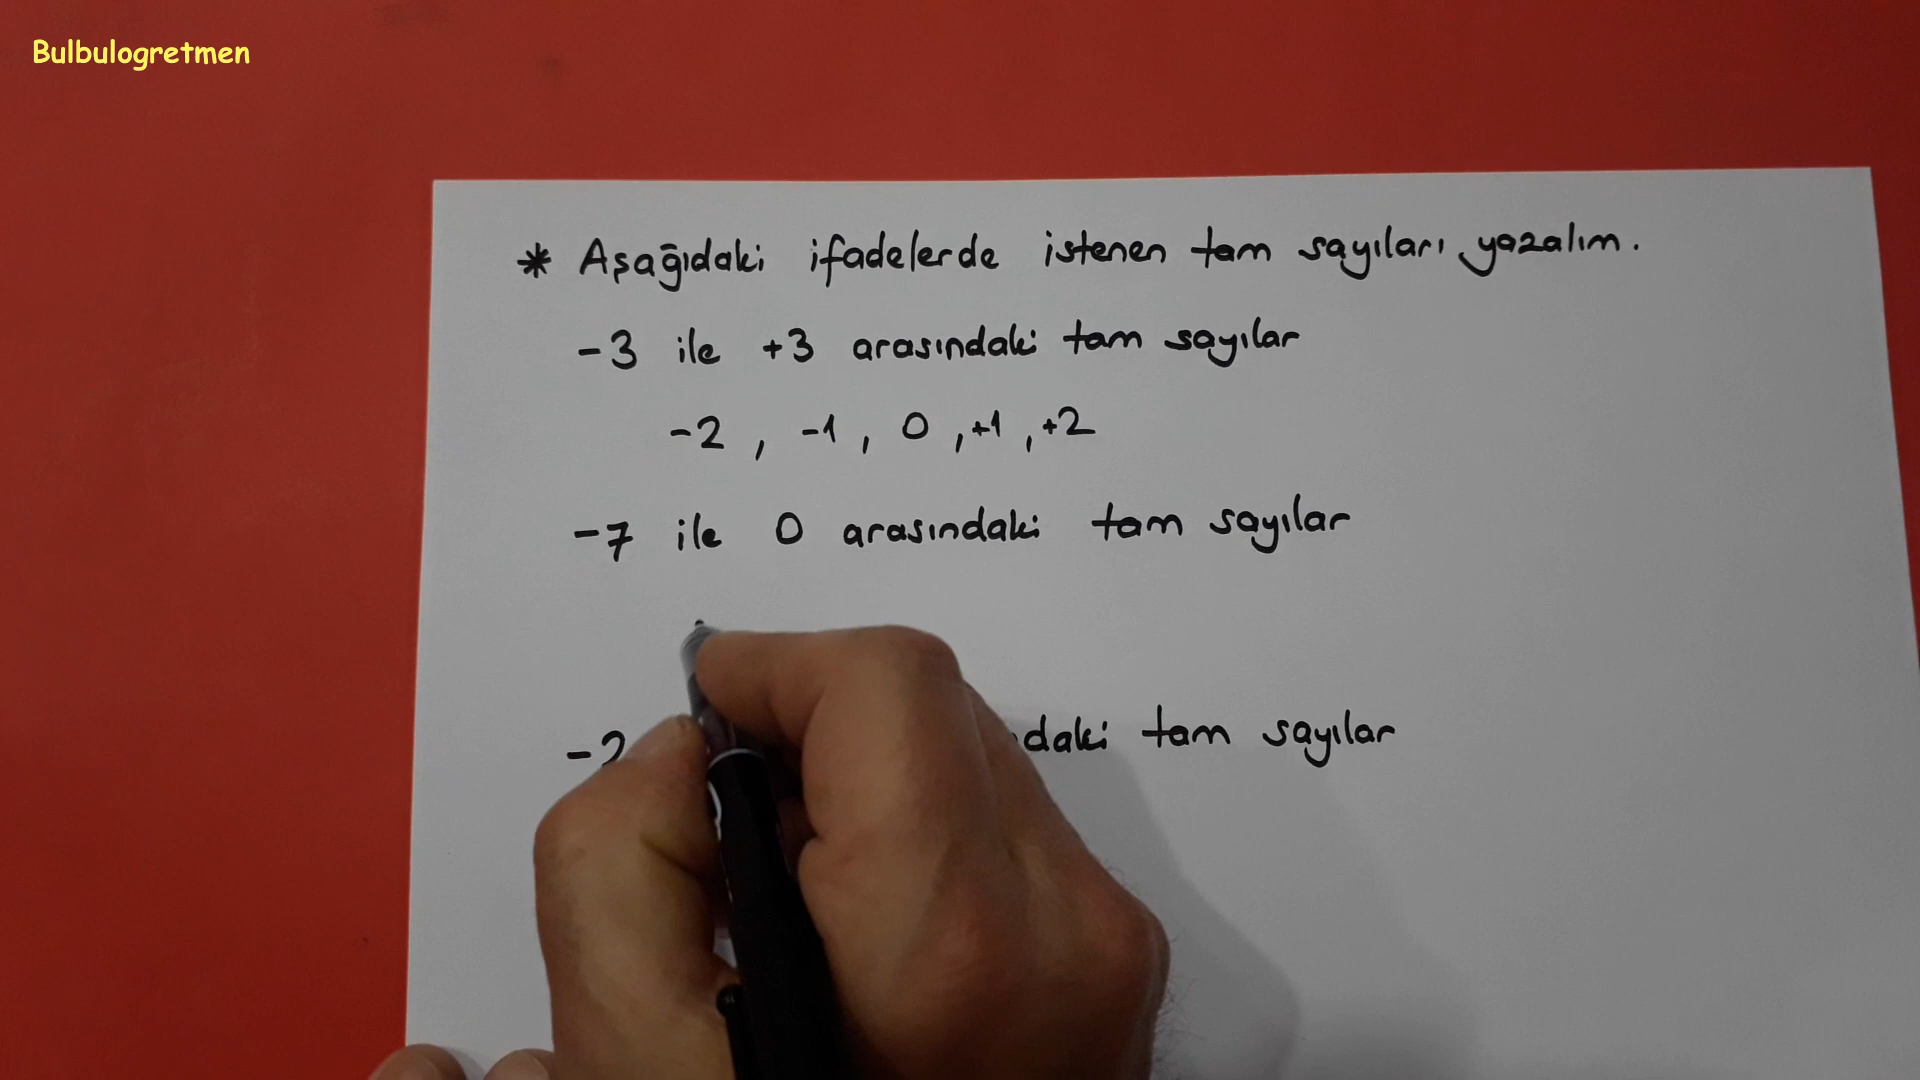 Bulbulogretmen
* Aşağıdaki ifadelerde istenen tam sayıları yazalım.
-3 ile +3 arasındaki tam sayılar
-2 , -1 , 0 , +1 , +2
-7 ile 0 arasındaki tam sayılar
tam sayılar